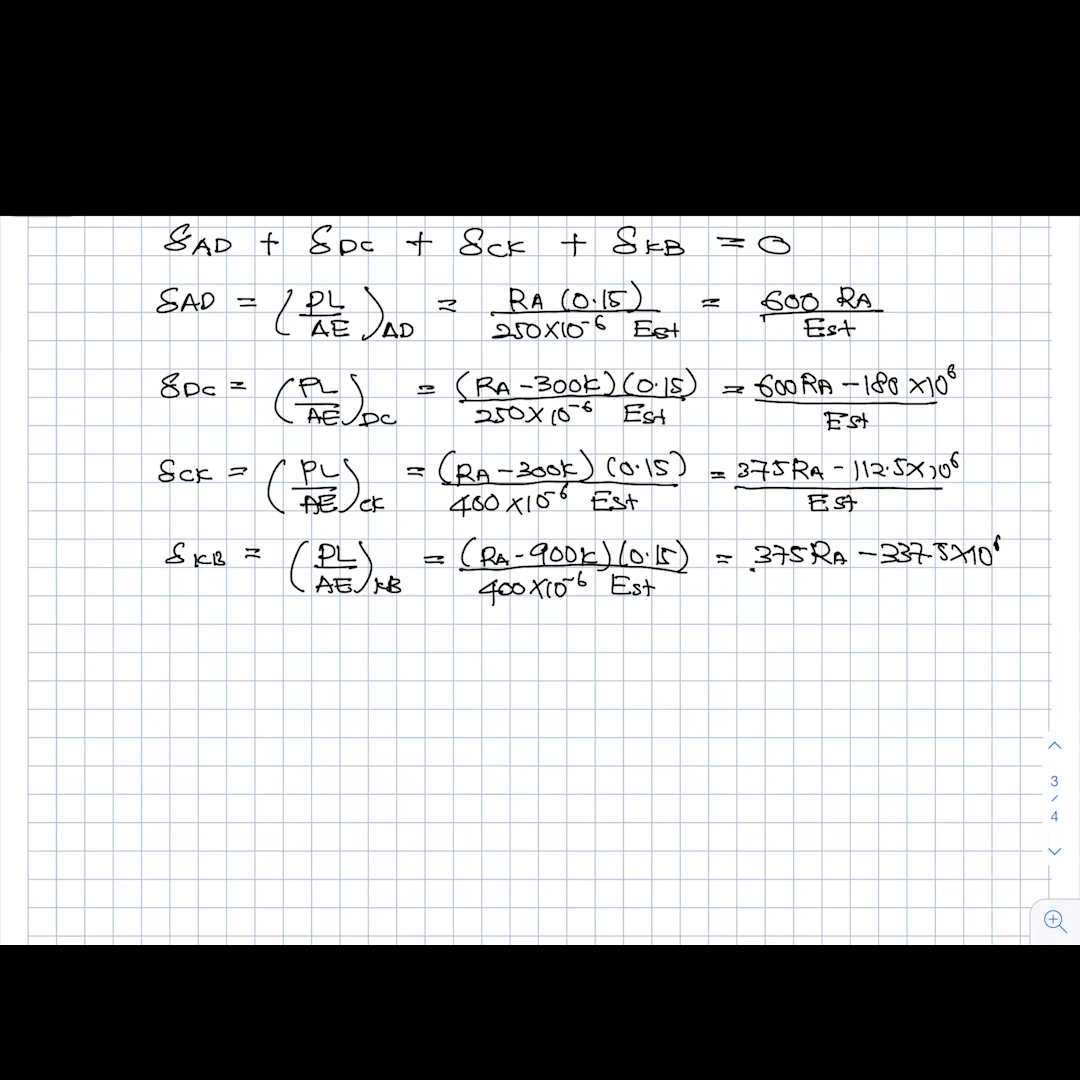 δAD + δDC + δCK + δKB = 0
δAD = (PL/AE)AD = RA (0.15)/250×10⁻⁶ Est = 600 RA/Est
δDC = (PL/AE)DC = (RA - 300K)(0.15)/250×10⁻⁶ Est = 600RA - 180 ×10⁶/Est
δCK = (PL/AE)CK = (RA - 300K) (0.15)/400 ×10⁻⁶ Est = 375RA - 112.5×10⁶/Est
δKB = (PL/AE)KB = (RA - 900K)(0.15)/400×10⁻⁶ Est = 375RA - 337.5×10⁶
3
/
4